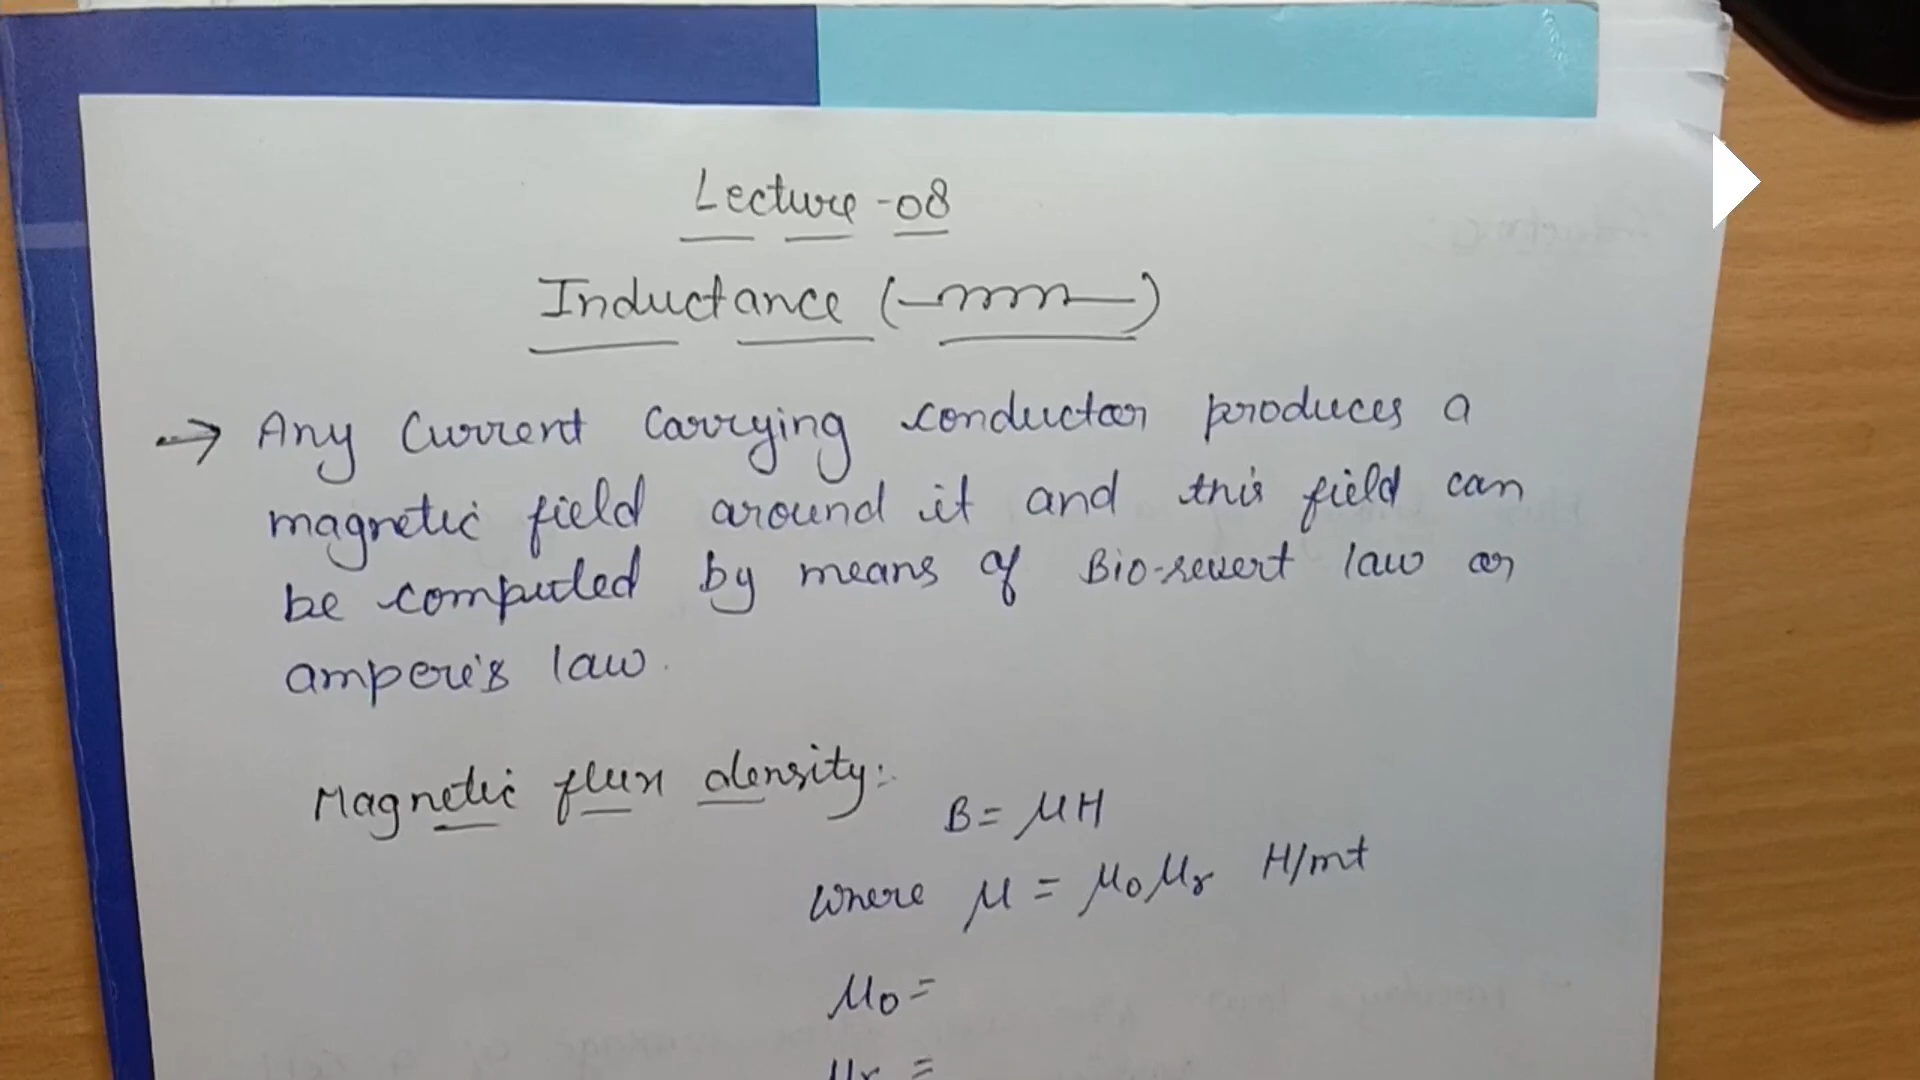 Lecture -08
Inductance (
)
→ Any Current Carrying conductor produces a
magnetic field around it and this field can
be computed by means of Bio-severt law or
ampere's law.
Magnetic flux density:
B = μH
Where μ = μ0μr H/mt
μ0 =
μr =